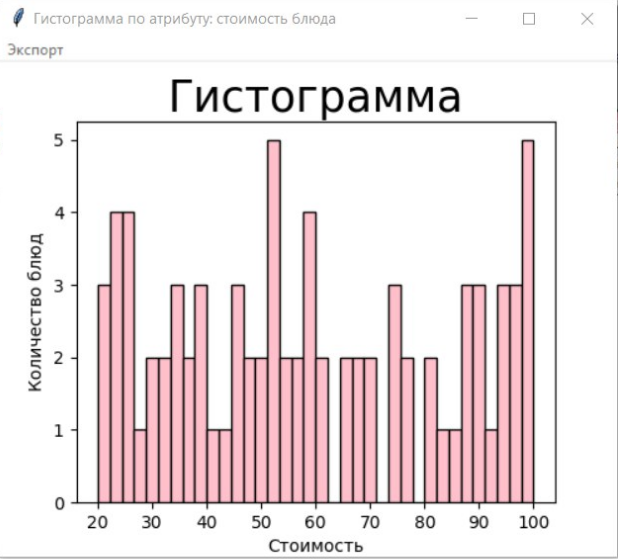 Гистограмма по атрибуту: стоимость блюда
Экспорт
Гистограмма
5
4
3
2
1
0
Количество блюд
20 30 40 50 60 70 80 90 100
Стоимость